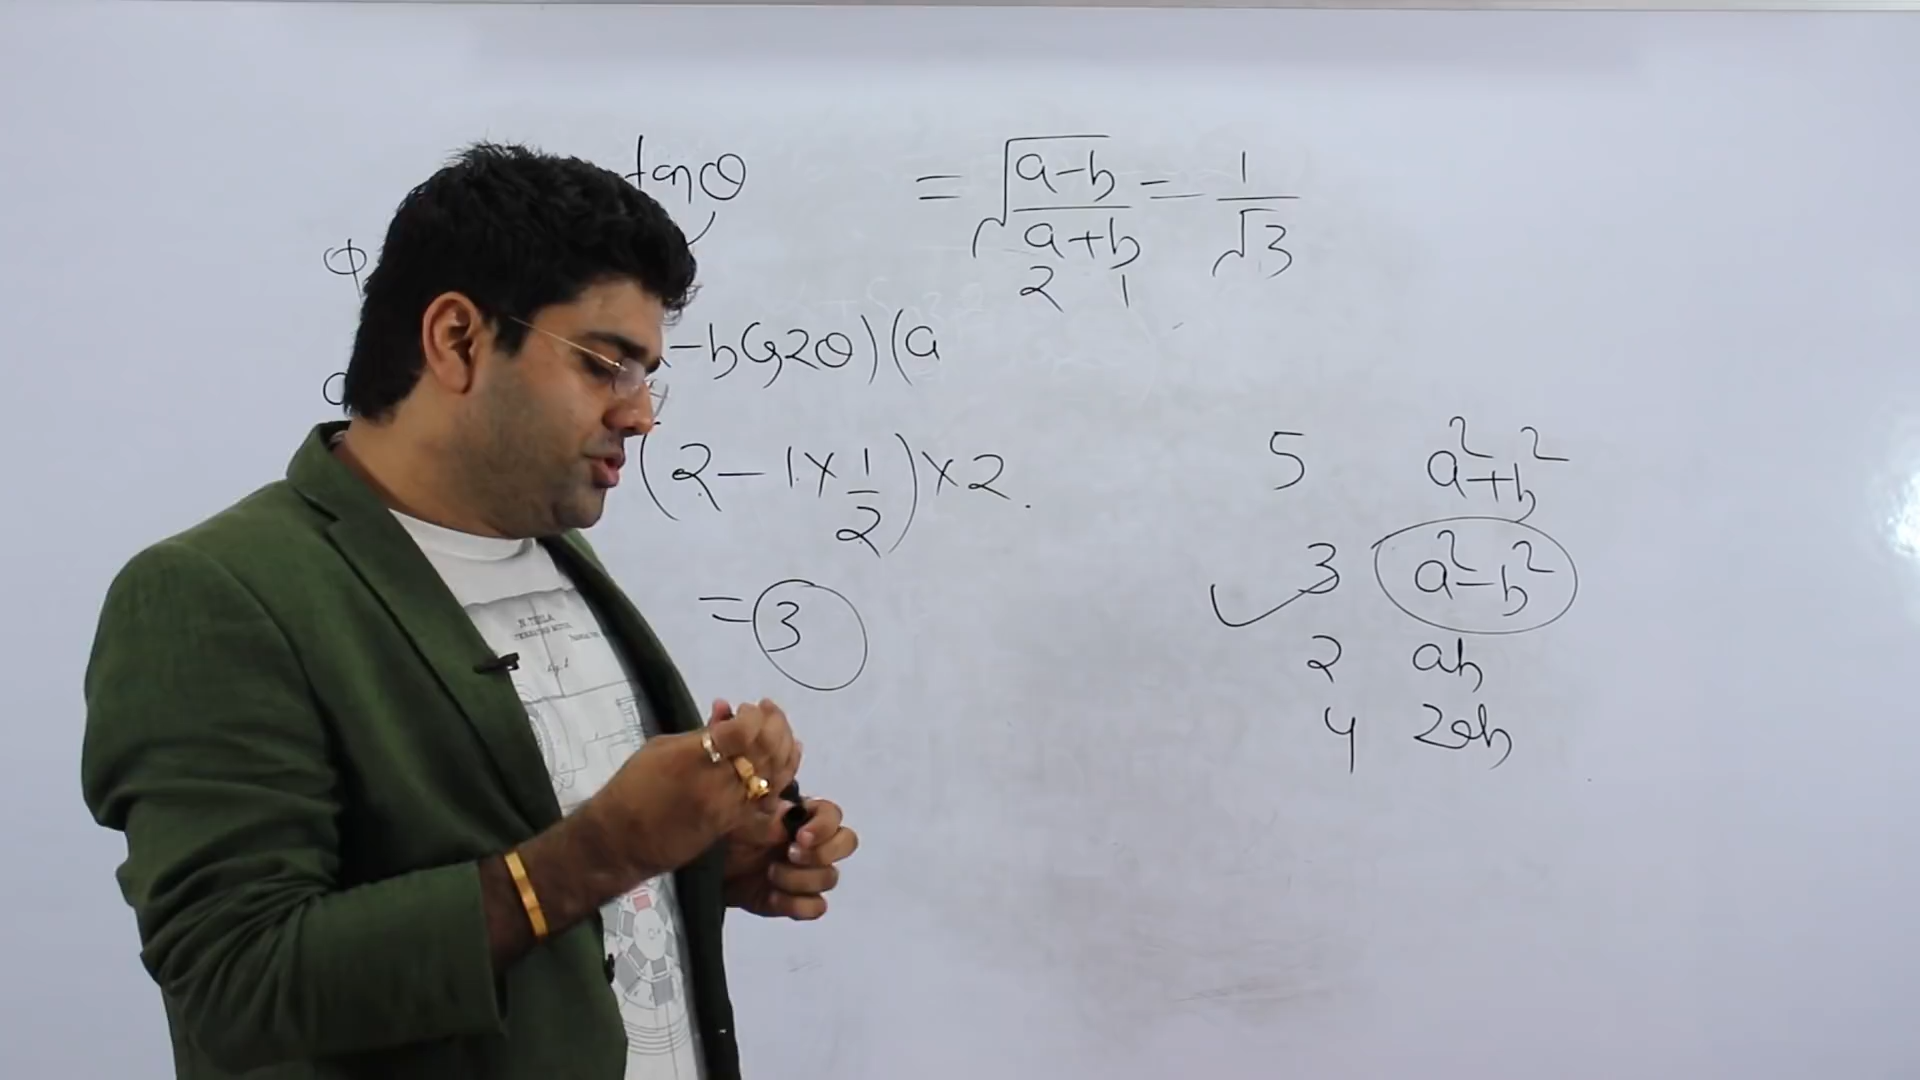 tanθ = √(a-b)/(a+b) = 1/√3
ϕ
2 1
-bcos2θ)(a
(2-1×1/2)×2.
= 3
5 a²+b²
3 a²-b²
2 ab
4 2ab
N. TESLA